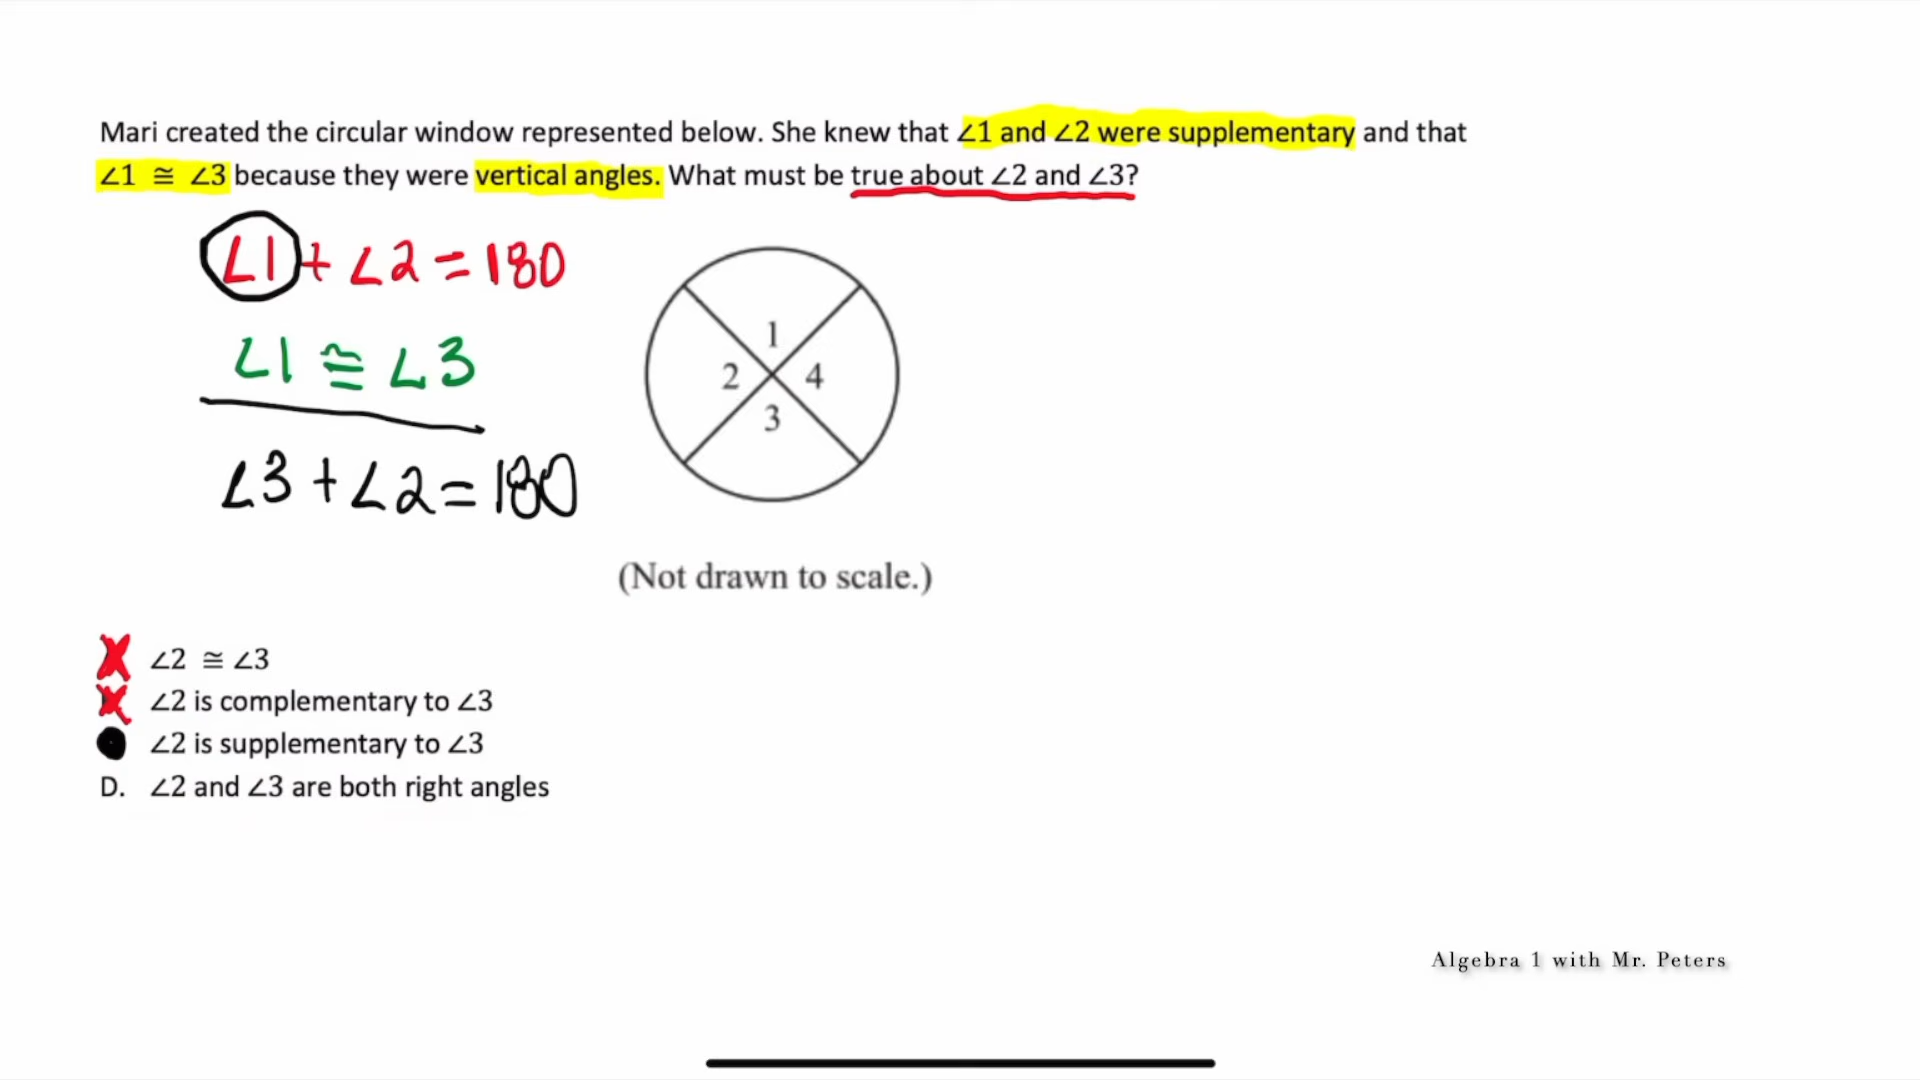 Mari created the circular window represented below. She knew that ∠1 and ∠2 were supplementary and that
∠1 ≅ ∠3 because they were vertical angles. What must be true about ∠2 and ∠3?
∠1 + ∠2 = 180
∠1 ≅ ∠3
∠3 + ∠2 = 180
1
2 4
3
(Not drawn to scale.)
∠2 ≅ ∠3
∠2 is complementary to ∠3
∠2 is supplementary to ∠3
D. ∠2 and ∠3 are both right angles
Algebra 1 with Mr. Peters